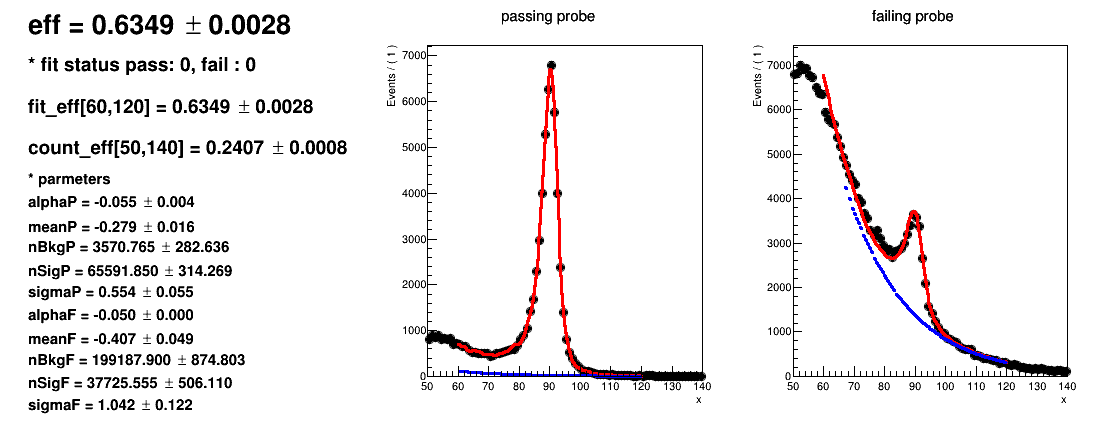 eff = 0.6349 ± 0.0028
* fit status pass: 0, fail : 0
fit_eff[60,120] = 0.6349 ± 0.0028
count_eff[50,140] = 0.2407 ± 0.0008
* parmeters
alphaP = -0.055 ± 0.004
meanP = -0.279 ± 0.016
nBkgP = 3570.765 ± 282.636
nSigP = 65591.850 ± 314.269
sigmaP = 0.554 ± 0.055
alphaF = -0.050 ± 0.000
meanF = -0.407 ± 0.049
nBkgF = 199187.900 ± 874.803
nSigF = 37725.555 ± 506.110
sigmaF = 1.042 ± 0.122
passing probe
Events / ( 1 )
7000
6000
5000
4000
3000
2000
1000
0
50 60 70 80 90 100 110 120 130 140
x
failing probe
Events / ( 1 )
7000
6000
5000
4000
3000
2000
1000
0
50 60 70 80 90 100 110 120 130 140
x